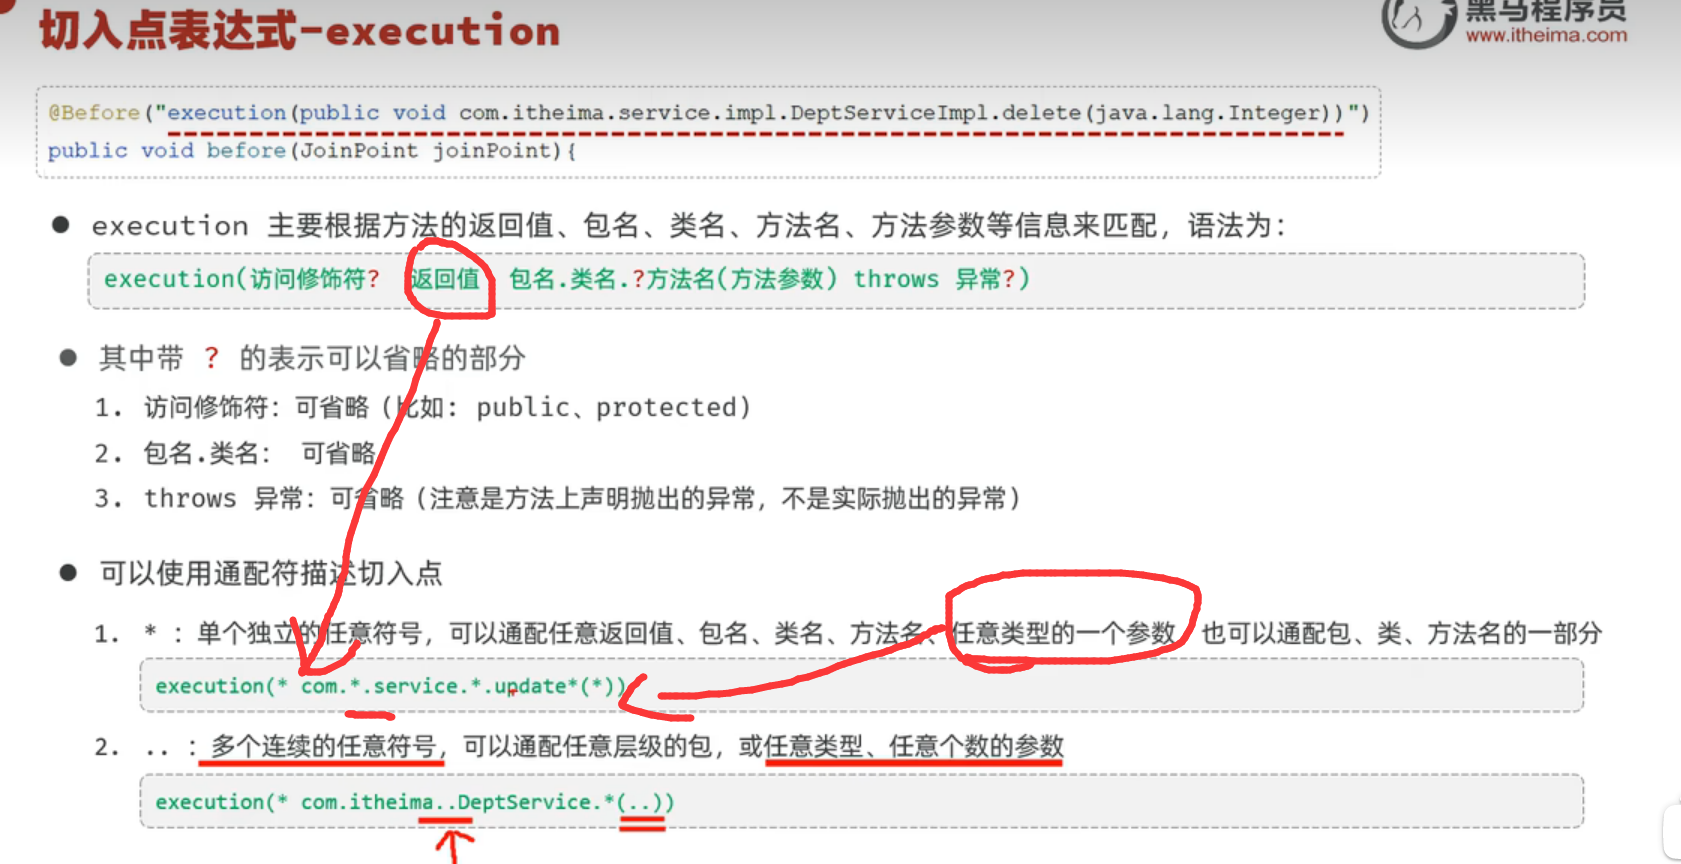 切入点表达式-execution
黑马程序员
www.itheima.com
@Before("execution(public void com.itheima.service.impl.DeptServiceImpl.delete(java.lang.Integer))")
public void before(JoinPoint joinPoint){
● execution 主要根据方法的返回值、包名、类名、方法名、方法参数等信息来匹配，语法为：
execution(访问修饰符? 返回值 包名.类名.?方法名(方法参数) throws 异常?)
● 其中带 ? 的表示可以省略的部分
1. 访问修饰符：可省略（比如: public、protected）
2. 包名.类名： 可省略
3. throws 异常：可省略（注意是方法上声明抛出的异常，不是实际抛出的异常）
● 可以使用通配符描述切入点
1. * ：单个独立的任意符号，可以通配任意返回值、包名、类名、方法名、任意类型的一个参数，也可以通配包、类、方法名的一部分
execution(* com.*.service.*.update*(*))
2. .. ：多个连续的任意符号，可以通配任意层级的包，或任意类型、任意个数的参数
execution(* com.itheima..DeptService.*(..))